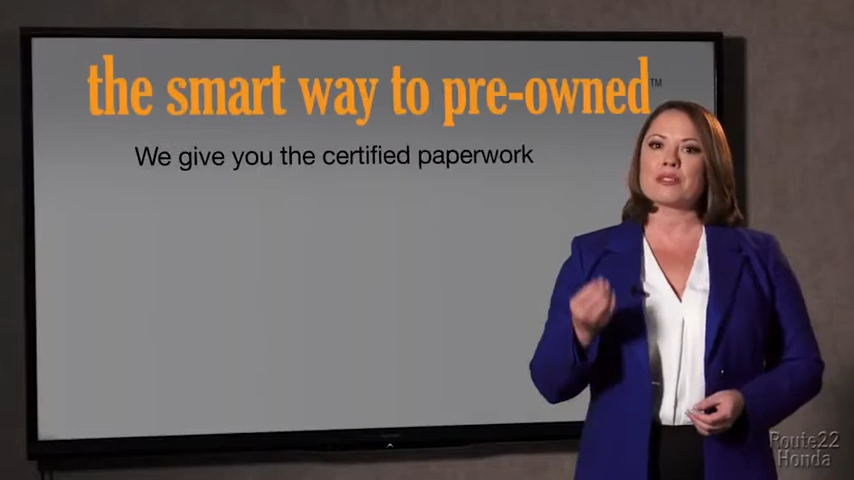 the smart way to pre-owned™
We give you the certified paperwork
Route22
Honda